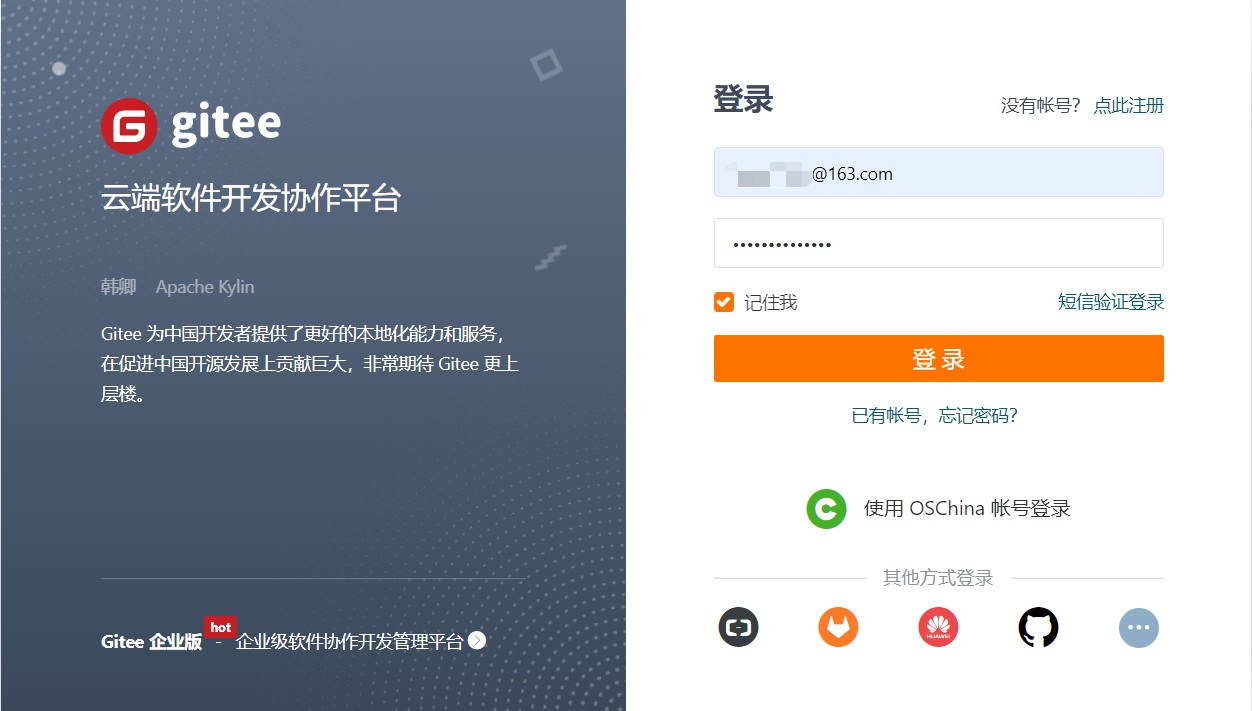 gitee
云端软件开发协作平台
韩卿 Apache Kylin
Gitee 为中国开发者提供了更好的本地化能力和服务，
在促进中国开源发展上贡献巨大，非常期待 Gitee 更上
层楼。
hot
Gitee 企业版 - 企业级软件协作开发管理平台
登录
没有帐号？ 点此注册
@163.com
记住我
短信验证登录
登 录
已有帐号，忘记密码？
使用 OSChina 帐号登录
其他方式登录
HUAWEI